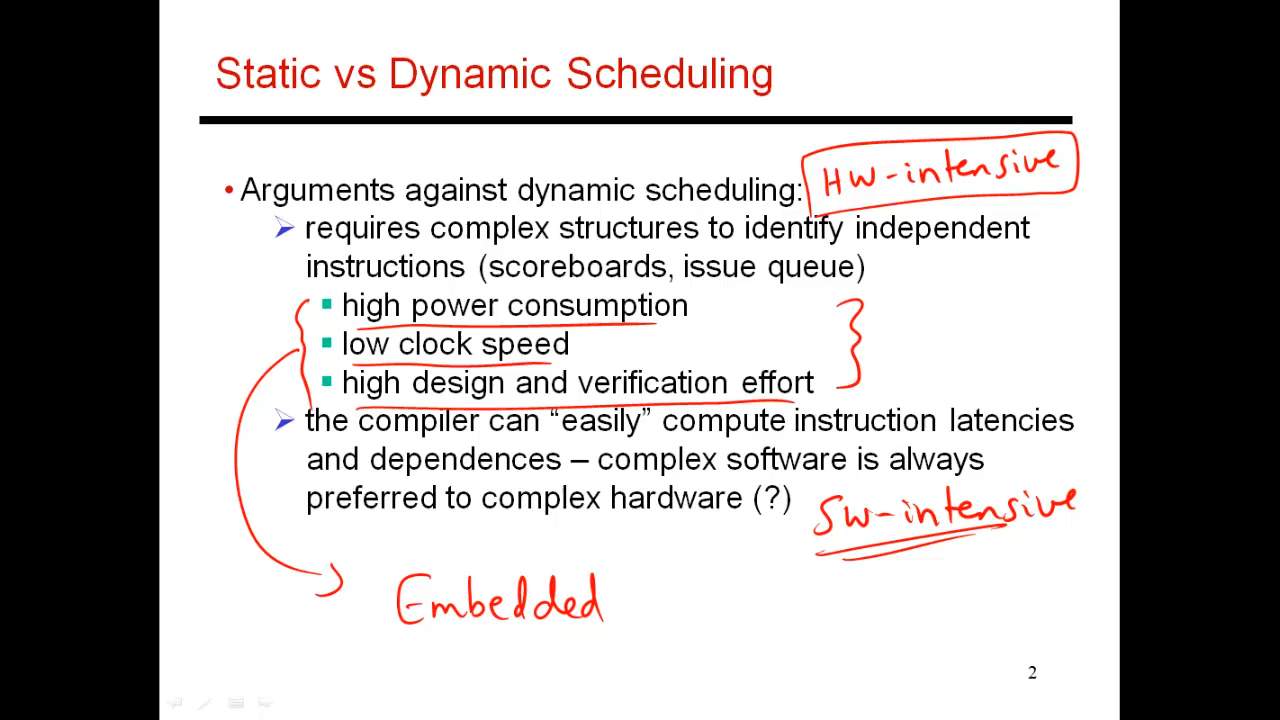 Static vs Dynamic Scheduling
HW-intensive
• Arguments against dynamic scheduling:
requires complex structures to identify independent
instructions (scoreboards, issue queue)
high power consumption
low clock speed
high design and verification effort
the compiler can “easily” compute instruction latencies
and dependences – complex software is always
preferred to complex hardware (?)
SW-intensive
Embedded
2